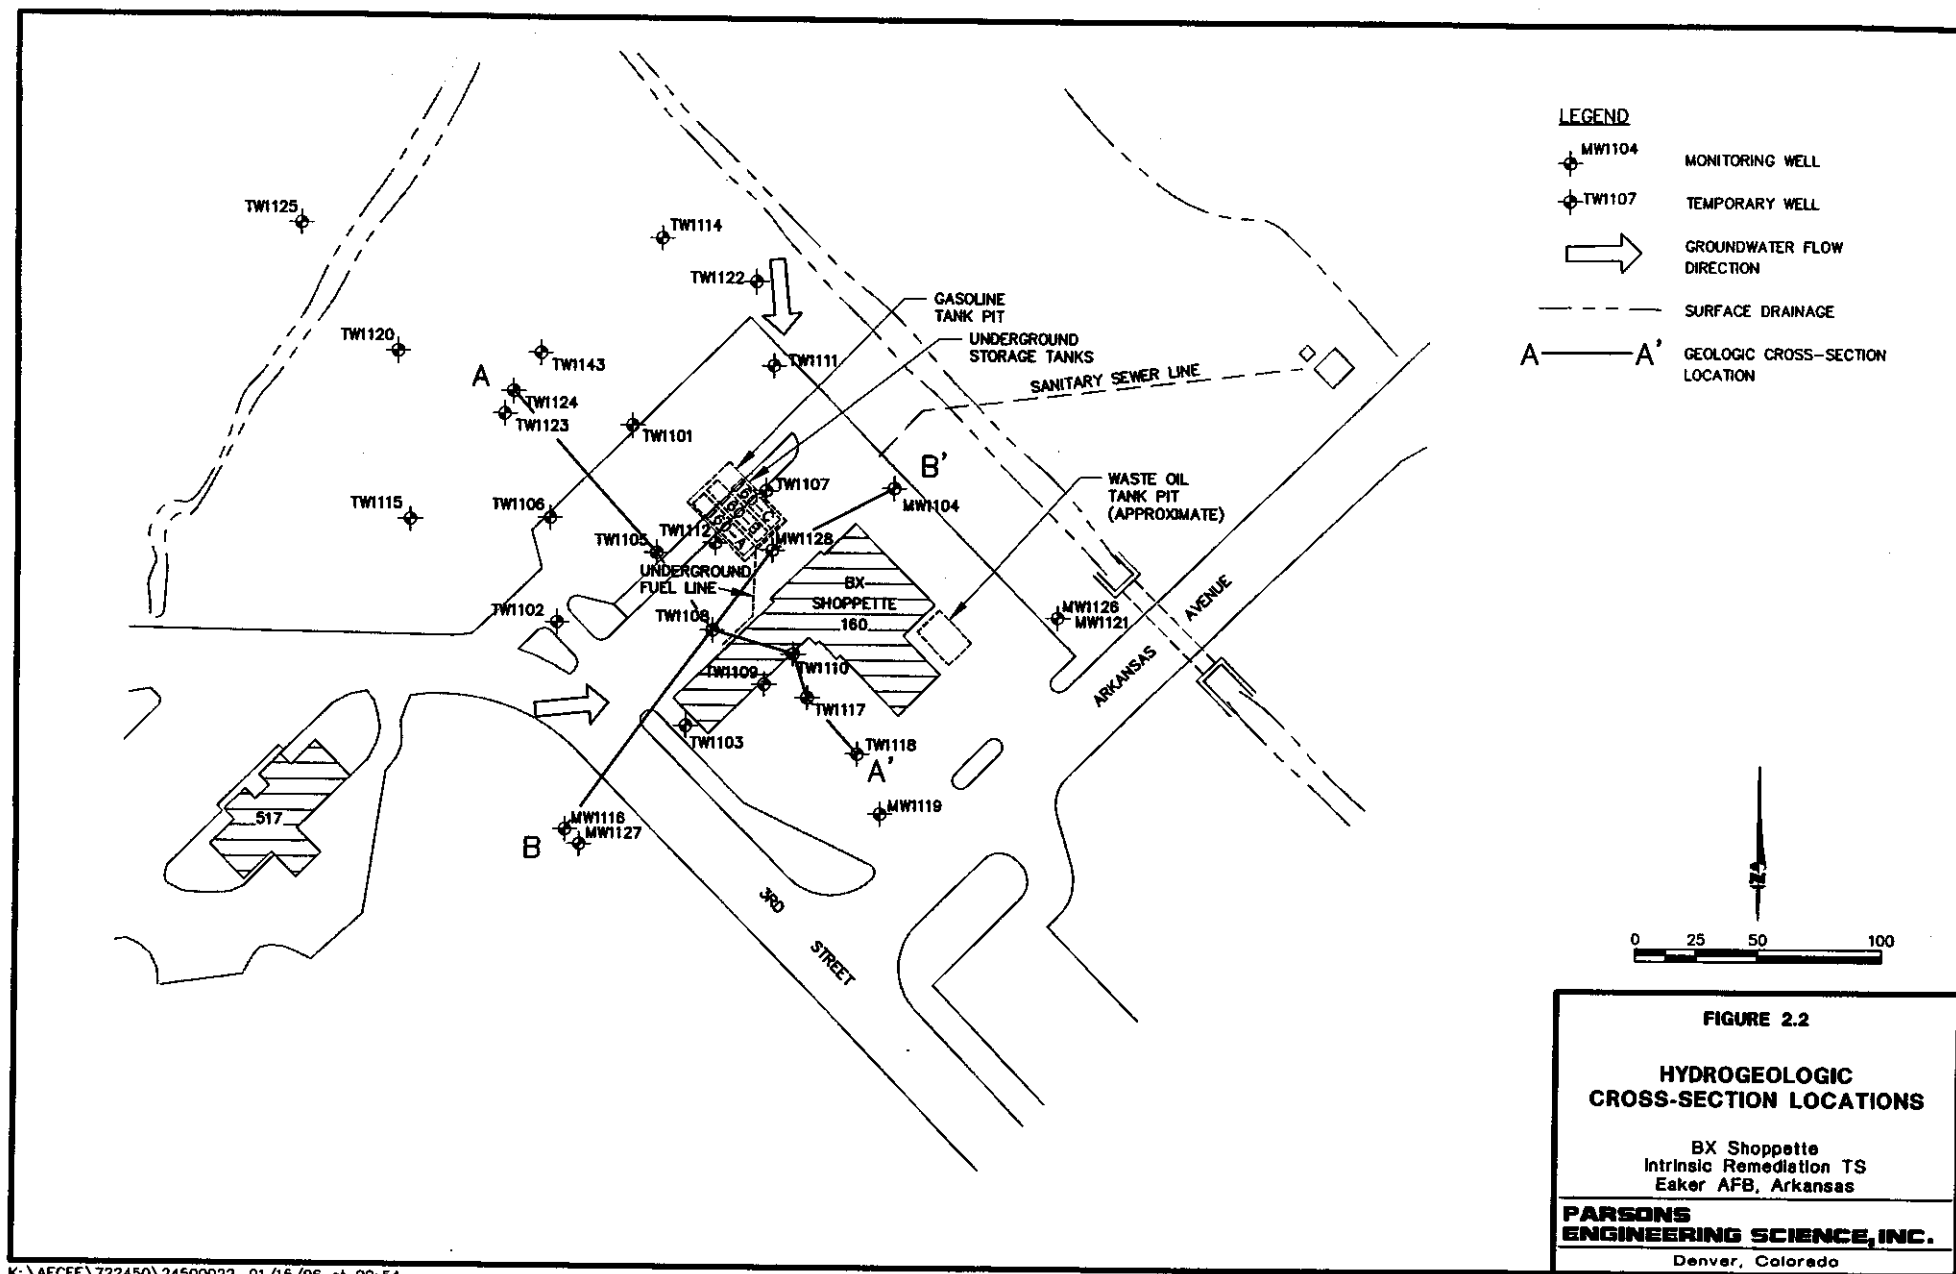 TW1125
TW1114
TW1122
GASOLINE
TANK PIT
UNDERGROUND
STORAGE TANKS
TW1120
TW1143
A
TW1124
TW1123
TW1111
SANITARY SEWER LINE
TW1101
B'
TW1107
MW1104
WASTE OIL
TANK PIT
(APPROXIMATE)
TW1115
TW1106
TW1105
TW1112
MW1128
UNDERGROUND
FUEL LINE
BX
SHOPPETTE
160
TW1102
TW1108
MW1126
MW1121
ARKANSAS AVENUE
TW1110
TW1109
TW1117
TW1103
TW1118
A'
MW1119
517
MW1116
MW1127
B
3RD
STREET
LEGEND
MW1104 MONITORING WELL
TW1107 TEMPORARY WELL
GROUNDWATER FLOW
DIRECTION
SURFACE DRAINAGE
A A' GEOLOGIC CROSS-SECTION
LOCATION
0 25 50 100
FIGURE 2.2
HYDROGEOLOGIC
CROSS-SECTION LOCATIONS
BX Shoppette
Intrinsic Remediation TS
Eaker AFB, Arkansas
PARSONS
ENGINEERING SCIENCE, INC.
Denver, Colorado